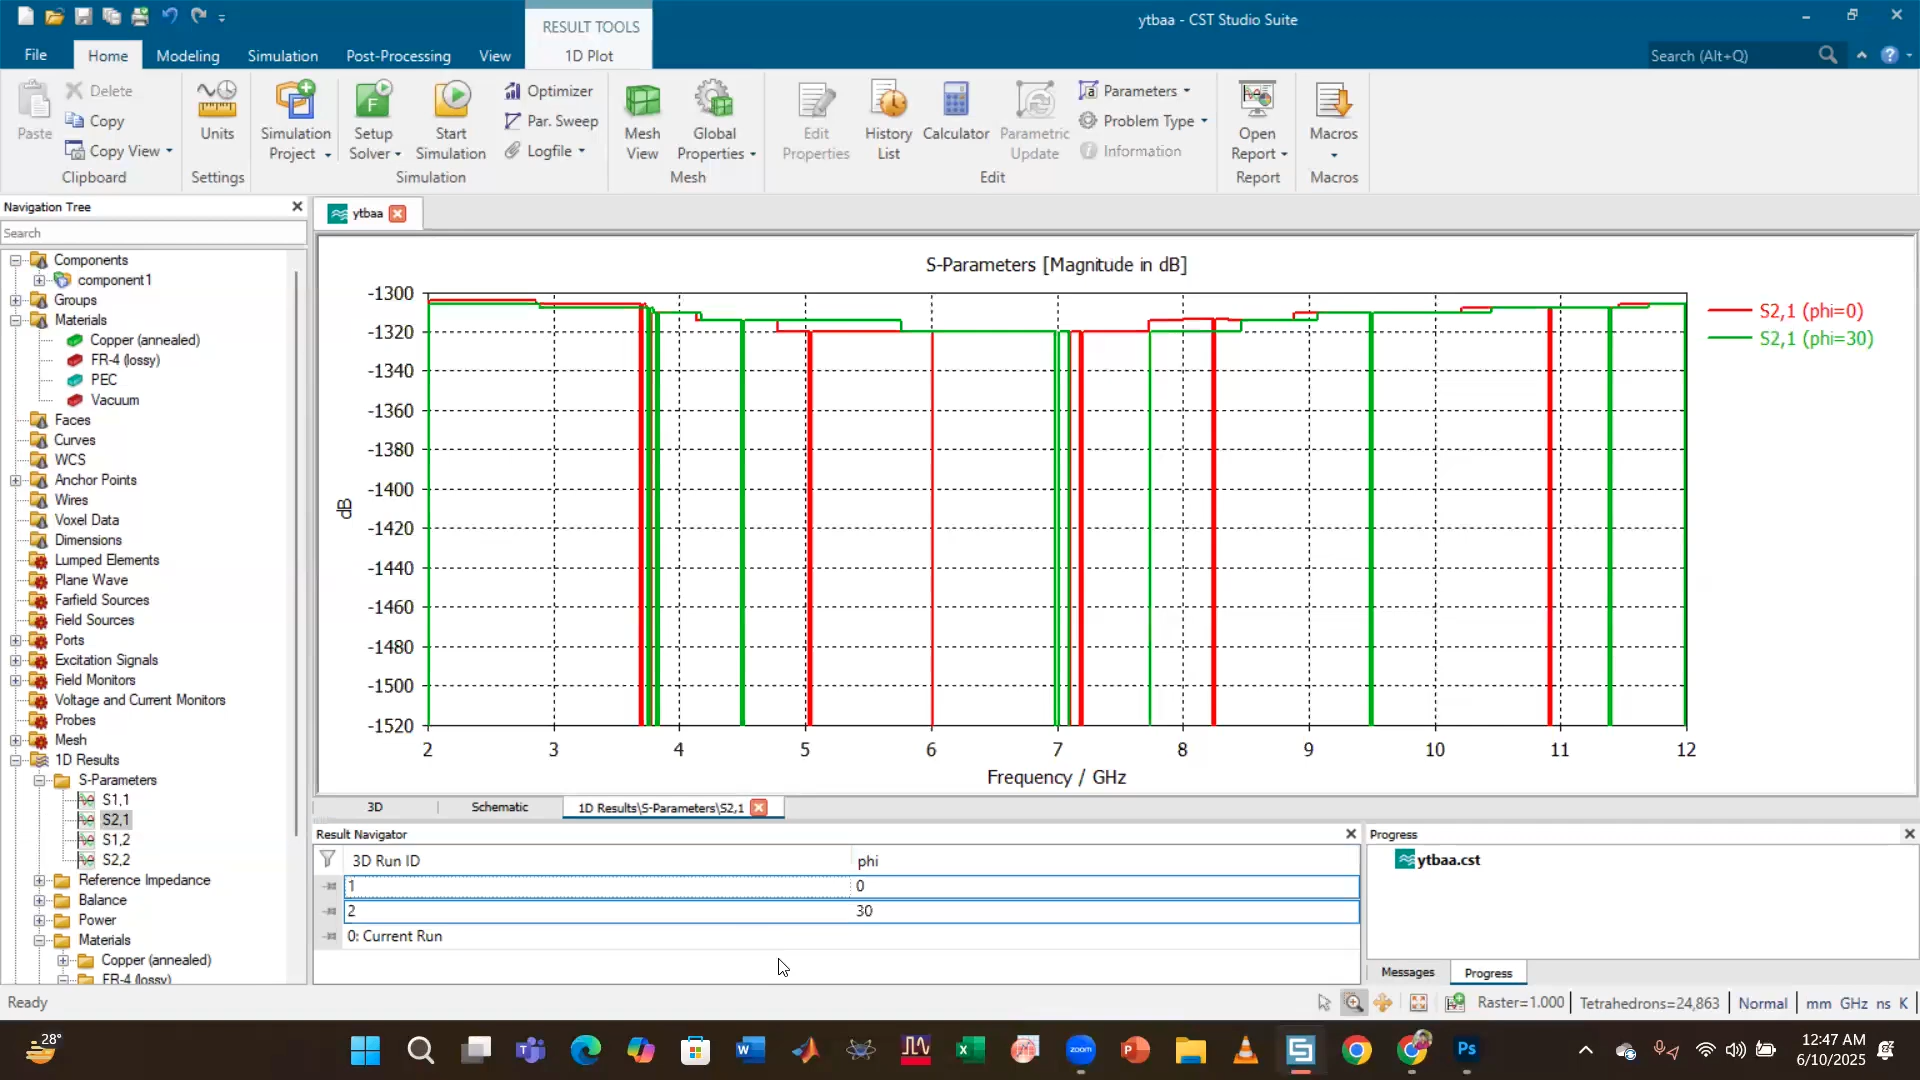 RESULT TOOLS
ytbaa - CST Studio Suite
File
Home
Modeling
Simulation
Post-Processing
View
1D Plot
Search (Alt+Q)
Paste
Delete
Copy
Copy View
Clipboard
Units
Settings
Simulation
Project
Setup
Solver
Start
Simulation
Optimizer
Par. Sweep
Logfile
Simulation
Mesh
View
Global
Properties
Mesh
Edit
Properties
History
List
Calculator
Parametric
Update
Parameters
Problem Type
Information
Edit
Open
Report
Report
Macros
Macros
Navigation Tree
Search
Components
component1
Groups
Materials
Copper (annealed)
FR-4 (lossy)
PEC
Vacuum
Faces
Curves
WCS
Anchor Points
Wires
Voxel Data
Dimensions
Lumped Elements
Plane Wave
Farfield Sources
Field Sources
Ports
Excitation Signals
Field Monitors
Voltage and Current Monitors
Probes
Mesh
1D Results
S-Parameters
S1,1
S2,1
S1,2
S2,2
Reference Impedance
Balance
Power
Materials
Copper (annealed)
FR-4 (lossy)
ytbaa
S-Parameters [Magnitude in dB]
-1300
-1320
-1340
-1360
-1380
-1400
-1420
-1440
-1460
-1480
-1500
-1520
dB
2 3 4 5 6 7 8 9 10 11 12
Frequency / GHz
S2,1 (phi=0)
S2,1 (phi=30)
3D
Schematic
1D Results\S-Parameters\S2,1
Result Navigator
3D Run ID phi
1 0
2 30
0: Current Run
Progress
ytbaa.cst
Messages
Progress
Ready
Raster=1.000
Tetrahedrons=24,863
Normal
mm GHz ns K
28°
zoom
12:47 AM
6/10/2025